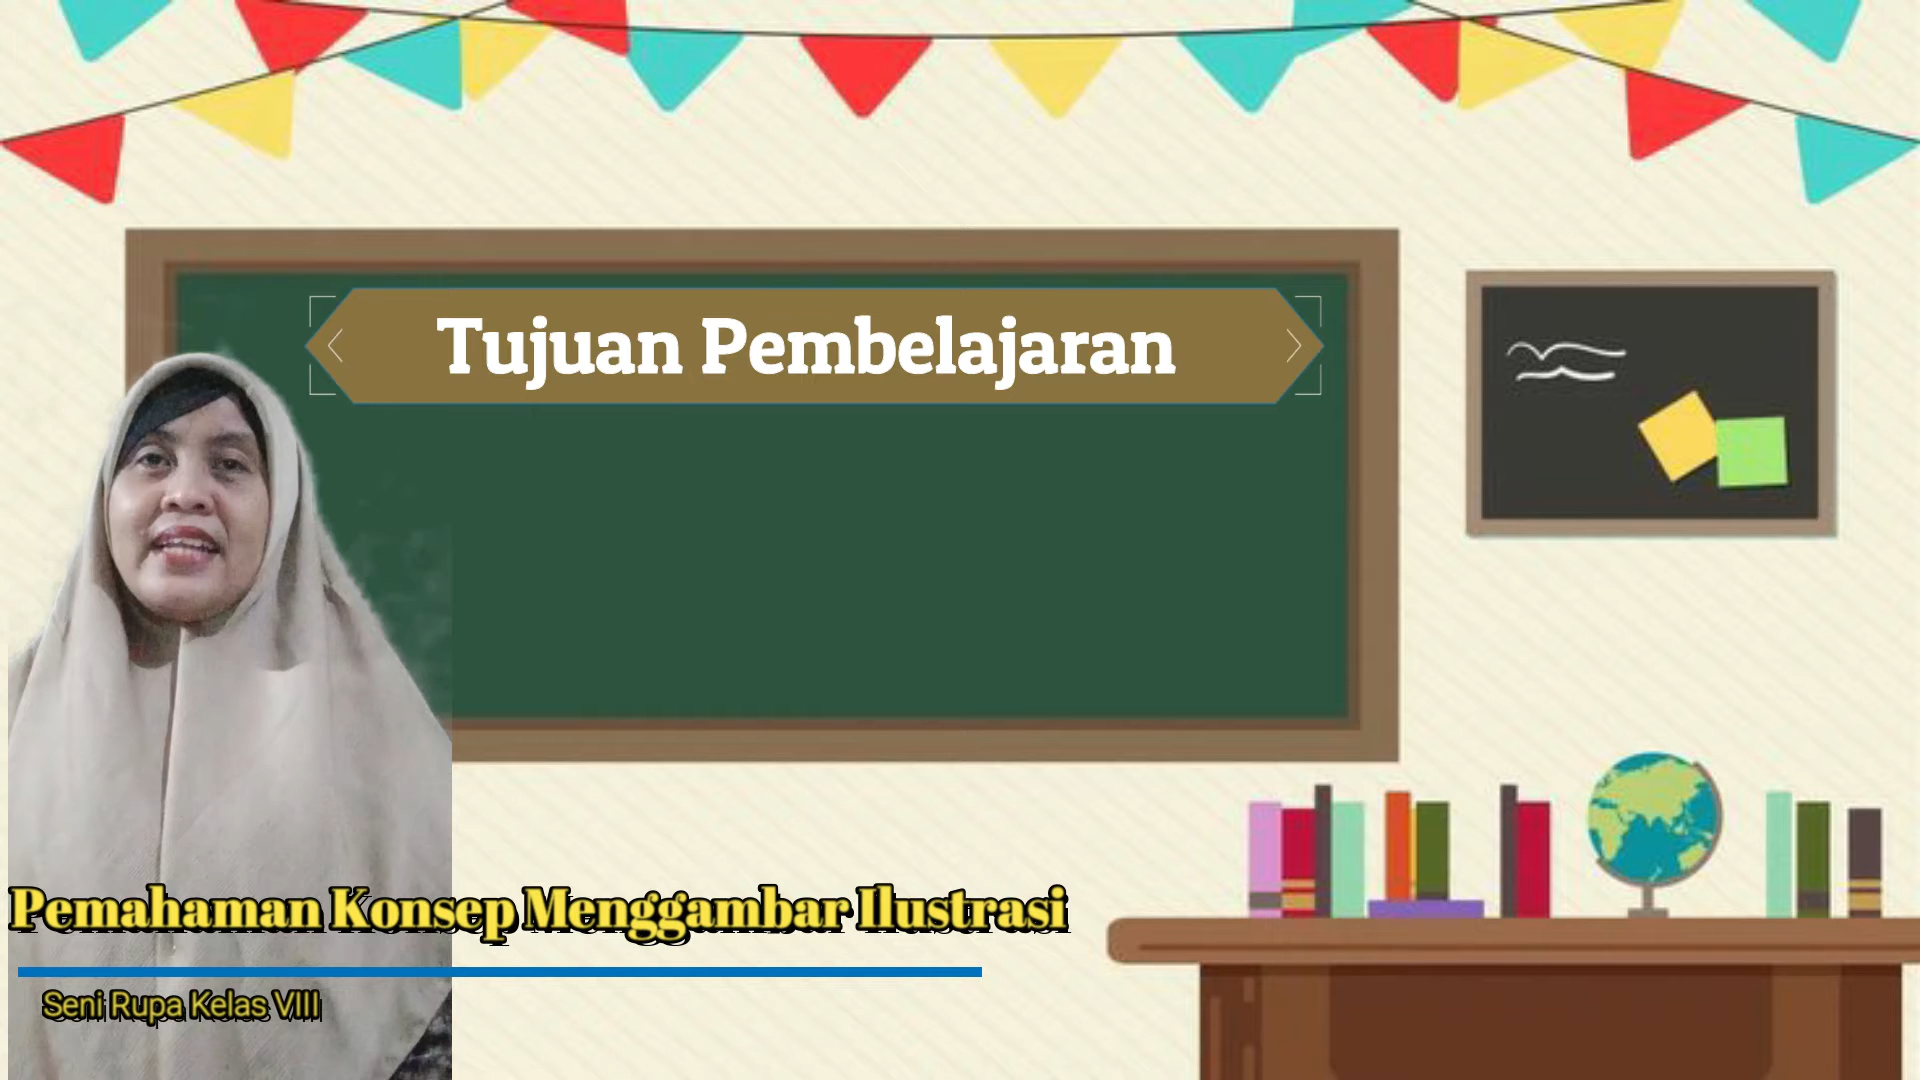 Tujuan Pembelajaran
Pemahaman Konsep Menggambar Ilustrasi
Seni Rupa Kelas VIII